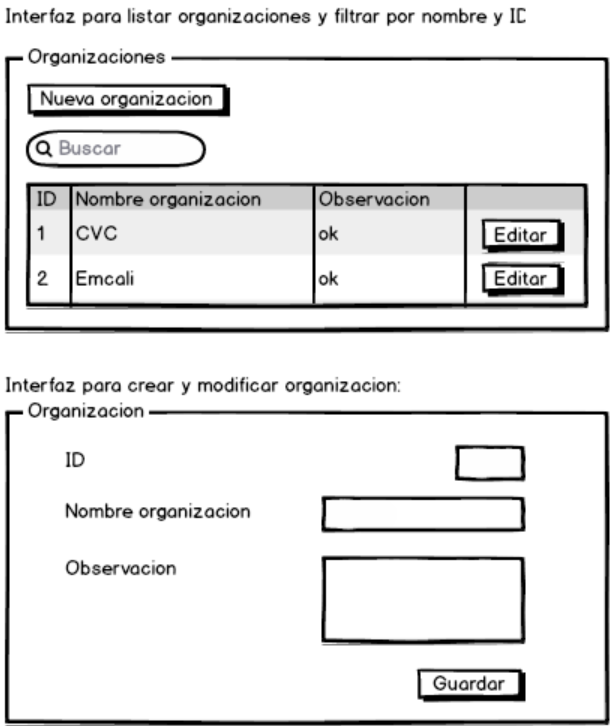 Interfaz para listar organizaciones y filtrar por nombre y ID
Organizaciones
Nueva organizacion
Buscar
ID Nombre organizacion Observacion
1 CVC ok Editar
2 Emcali ok Editar
Interfaz para crear y modificar organizacion:
Organizacion
ID
Nombre organizacion
Observacion
Guardar